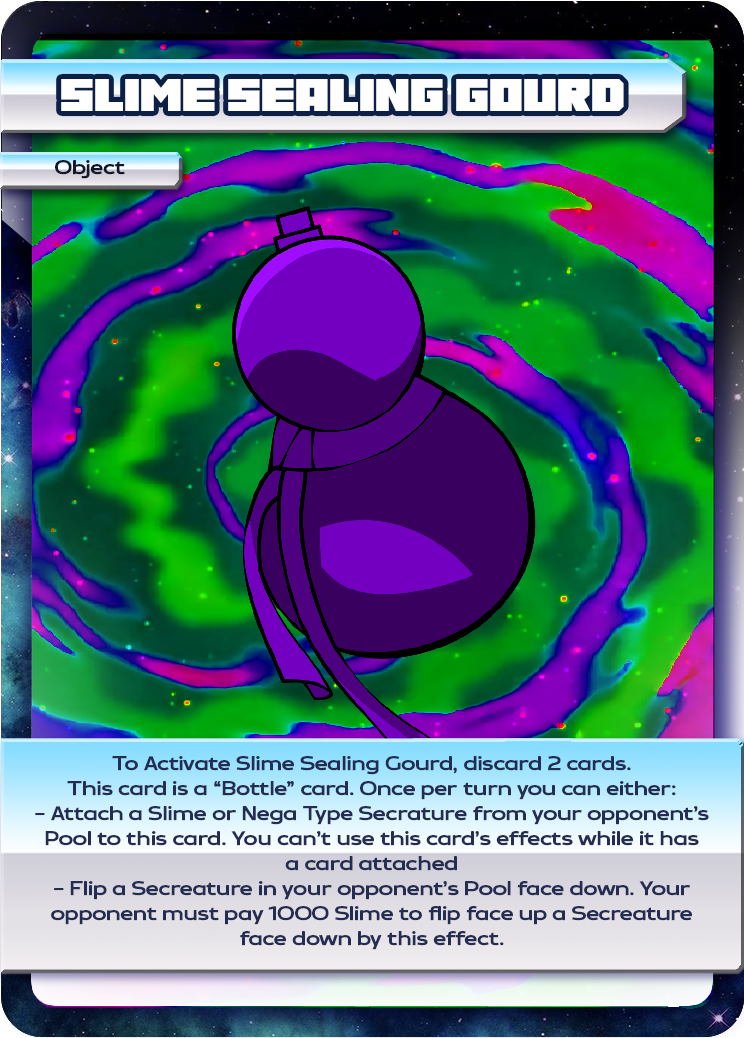 SLIME SEALING GOURD
Object
To Activate Slime Sealing Gourd, discard 2 cards.
This card is a “Bottle” card. Once per turn you can either:
- Attach a Slime or Nega Type Secrature from your opponent’s
Pool to this card. You can’t use this card’s effects while it has
a card attached
- Flip a Secreature in your opponent’s Pool face down. Your
opponent must pay 1000 Slime to flip face up a Secreature
face down by this effect.